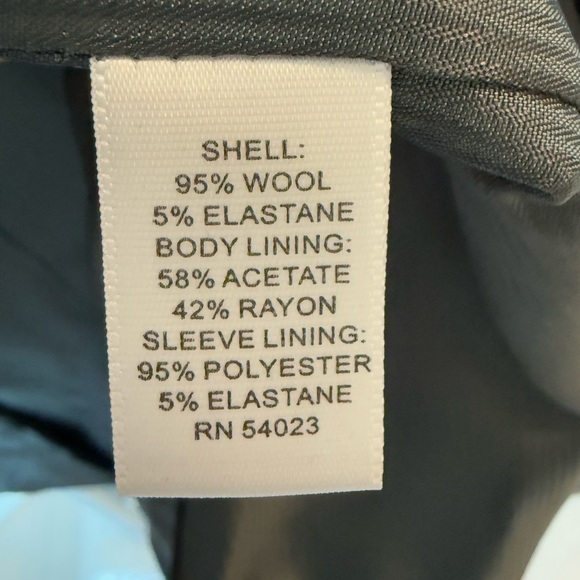 SHELL:
95% WOOL
5% ELASTANE
BODY LINING:
58% ACETATE
42% RAYON
SLEEVE LINING:
95% POLYESTER
5% ELASTANE
RN 54023